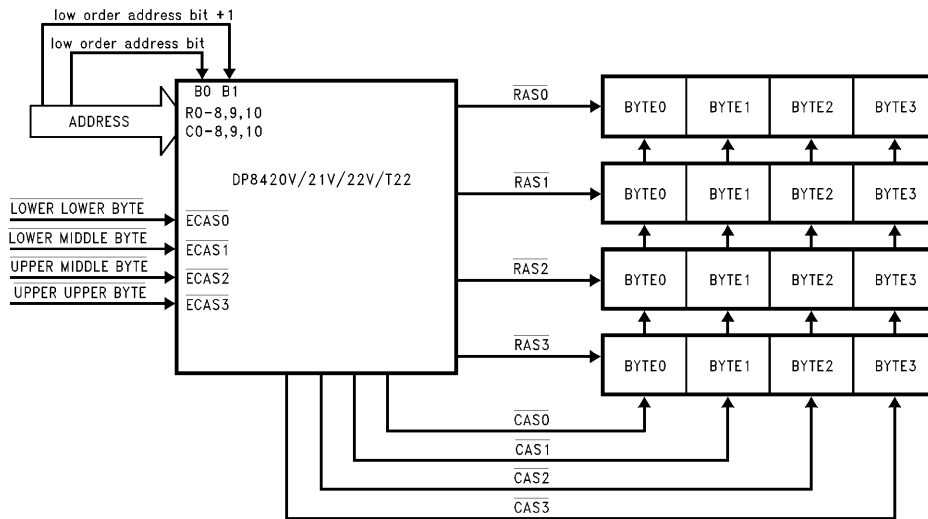 low order address bit +1
low order address bit
B0 B1
ADDRESS
R0-8,9,10
C0-8,9,10
DP8420V/21V/22V/T22
LOWER LOWER BYTE
LOWER MIDDLE BYTE
UPPER MIDDLE BYTE
UPPER UPPER BYTE
ECAS0
ECAS1
ECAS2
ECAS3
RAS0
BYTE0 BYTE1 BYTE2 BYTE3
RAS1
BYTE0 BYTE1 BYTE2 BYTE3
RAS2
BYTE0 BYTE1 BYTE2 BYTE3
RAS3
BYTE0 BYTE1 BYTE2 BYTE3
CAS0
CAS1
CAS2
CAS3